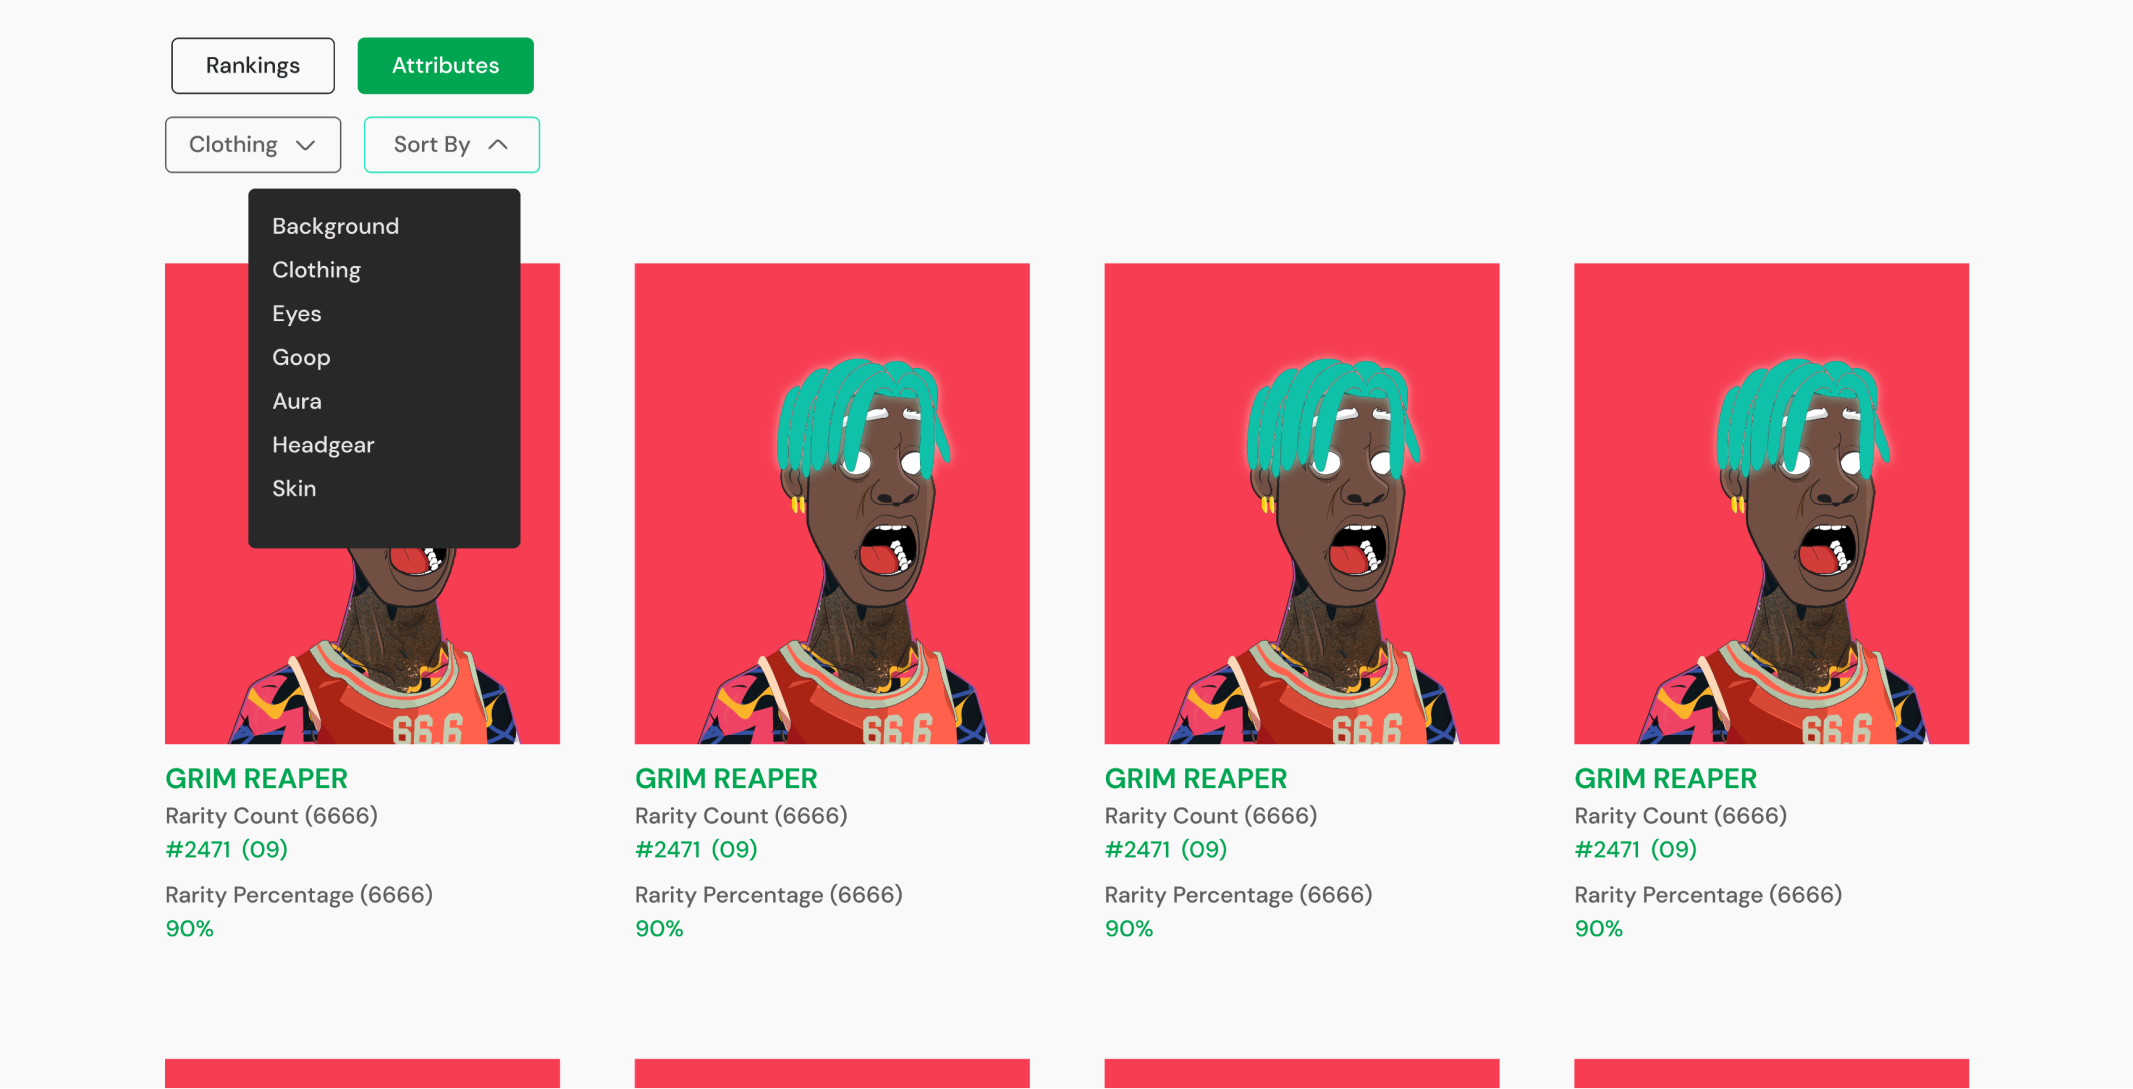 Rankings Attributes
Clothing Sort By
Background
Clothing
Eyes
Goop
Aura
Headgear
Skin
66.6 66.6 66.6 66.6
GRIM REAPER GRIM REAPER GRIM REAPER GRIM REAPER
Rarity Count (6666) Rarity Count (6666) Rarity Count (6666) Rarity Count (6666)
#2471 (09) #2471 (09) #2471 (09) #2471 (09)
Rarity Percentage (6666) Rarity Percentage (6666) Rarity Percentage (6666) Rarity Percentage (6666)
90% 90% 90% 90%